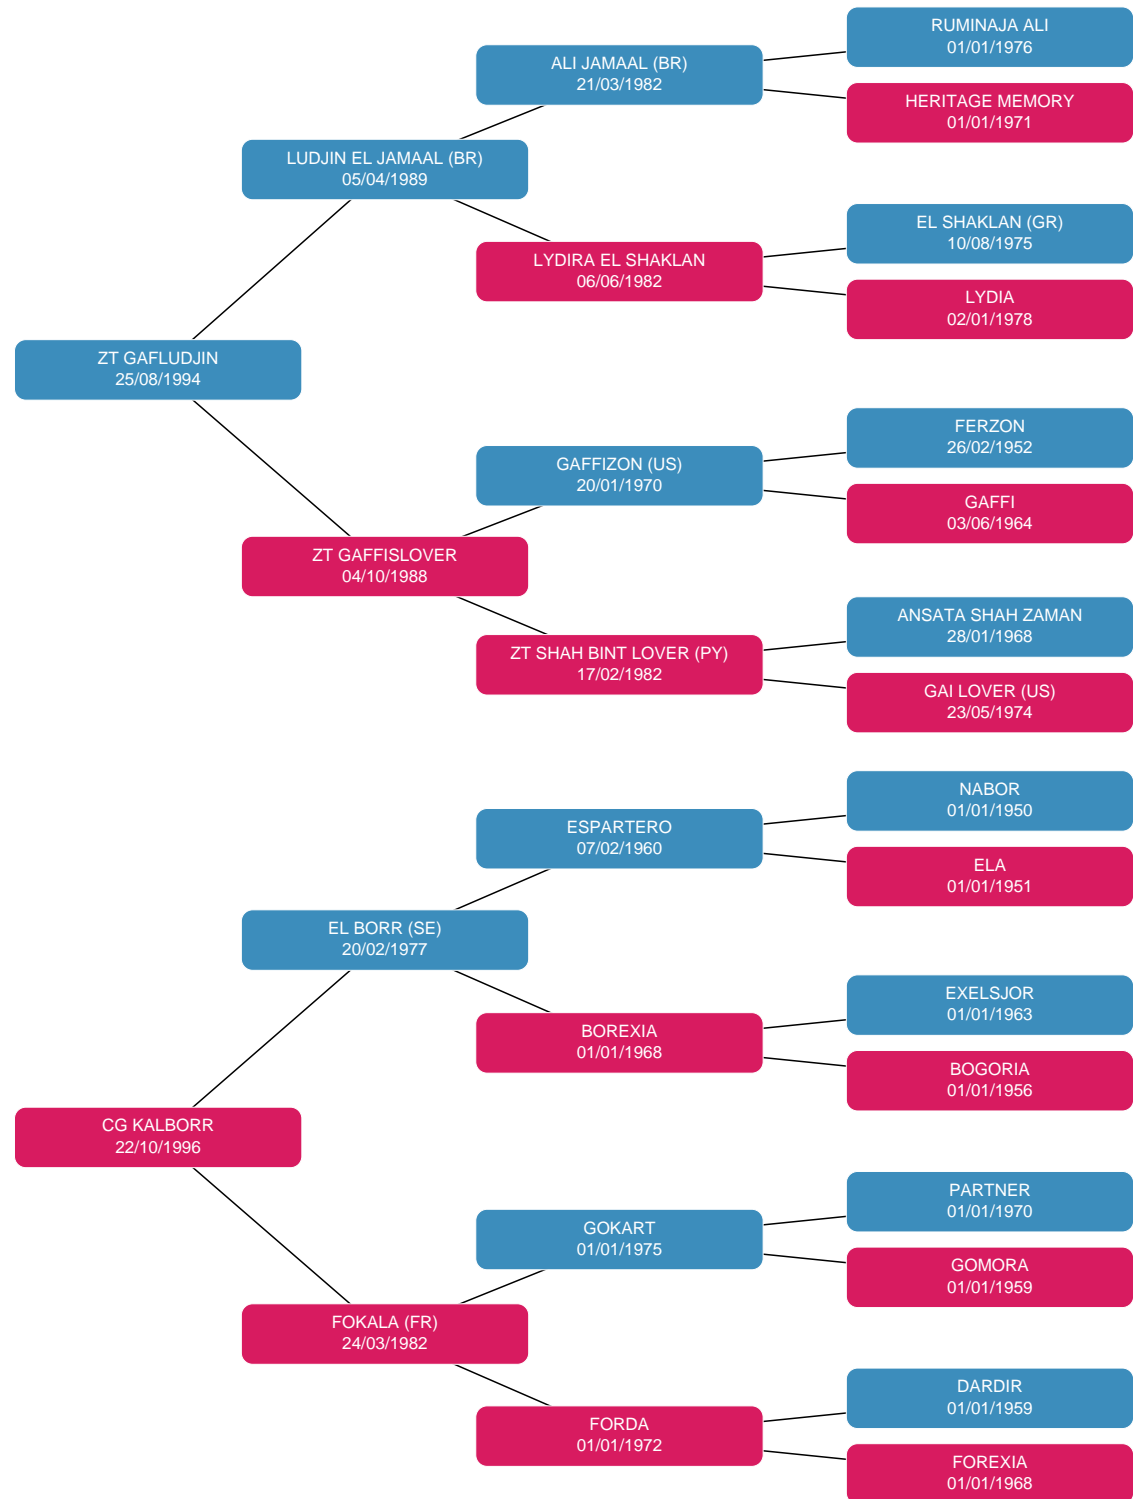 RUMINAJA ALI
01/01/1976
ALI JAMAAL (BR)
21/03/1982
HERITAGE MEMORY
01/01/1971
LUDJIN EL JAMAAL (BR)
05/04/1989
EL SHAKLAN (GR)
10/08/1975
LYDIRA EL SHAKLAN
06/06/1982
LYDIA
02/01/1978
ZT GAFLUDJIN
25/08/1994
FERZON
26/02/1952
GAFFIZON (US)
20/01/1970
GAFFI
03/06/1964
ZT GAFFISLOVER
04/10/1988
ANSATA SHAH ZAMAN
28/01/1968
ZT SHAH BINT LOVER (PY)
17/02/1982
GAI LOVER (US)
23/05/1974
NABOR
01/01/1950
ESPARTERO
07/02/1960
ELA
01/01/1951
EL BORR (SE)
20/02/1977
EXELSJOR
01/01/1963
BOREXIA
01/01/1968
BOGORIA
01/01/1956
CG KALBORR
22/10/1996
PARTNER
01/01/1970
GOKART
01/01/1975
GOMORA
01/01/1959
FOKALA (FR)
24/03/1982
DARDIR
01/01/1959
FORDA
01/01/1972
FOREXIA
01/01/1968